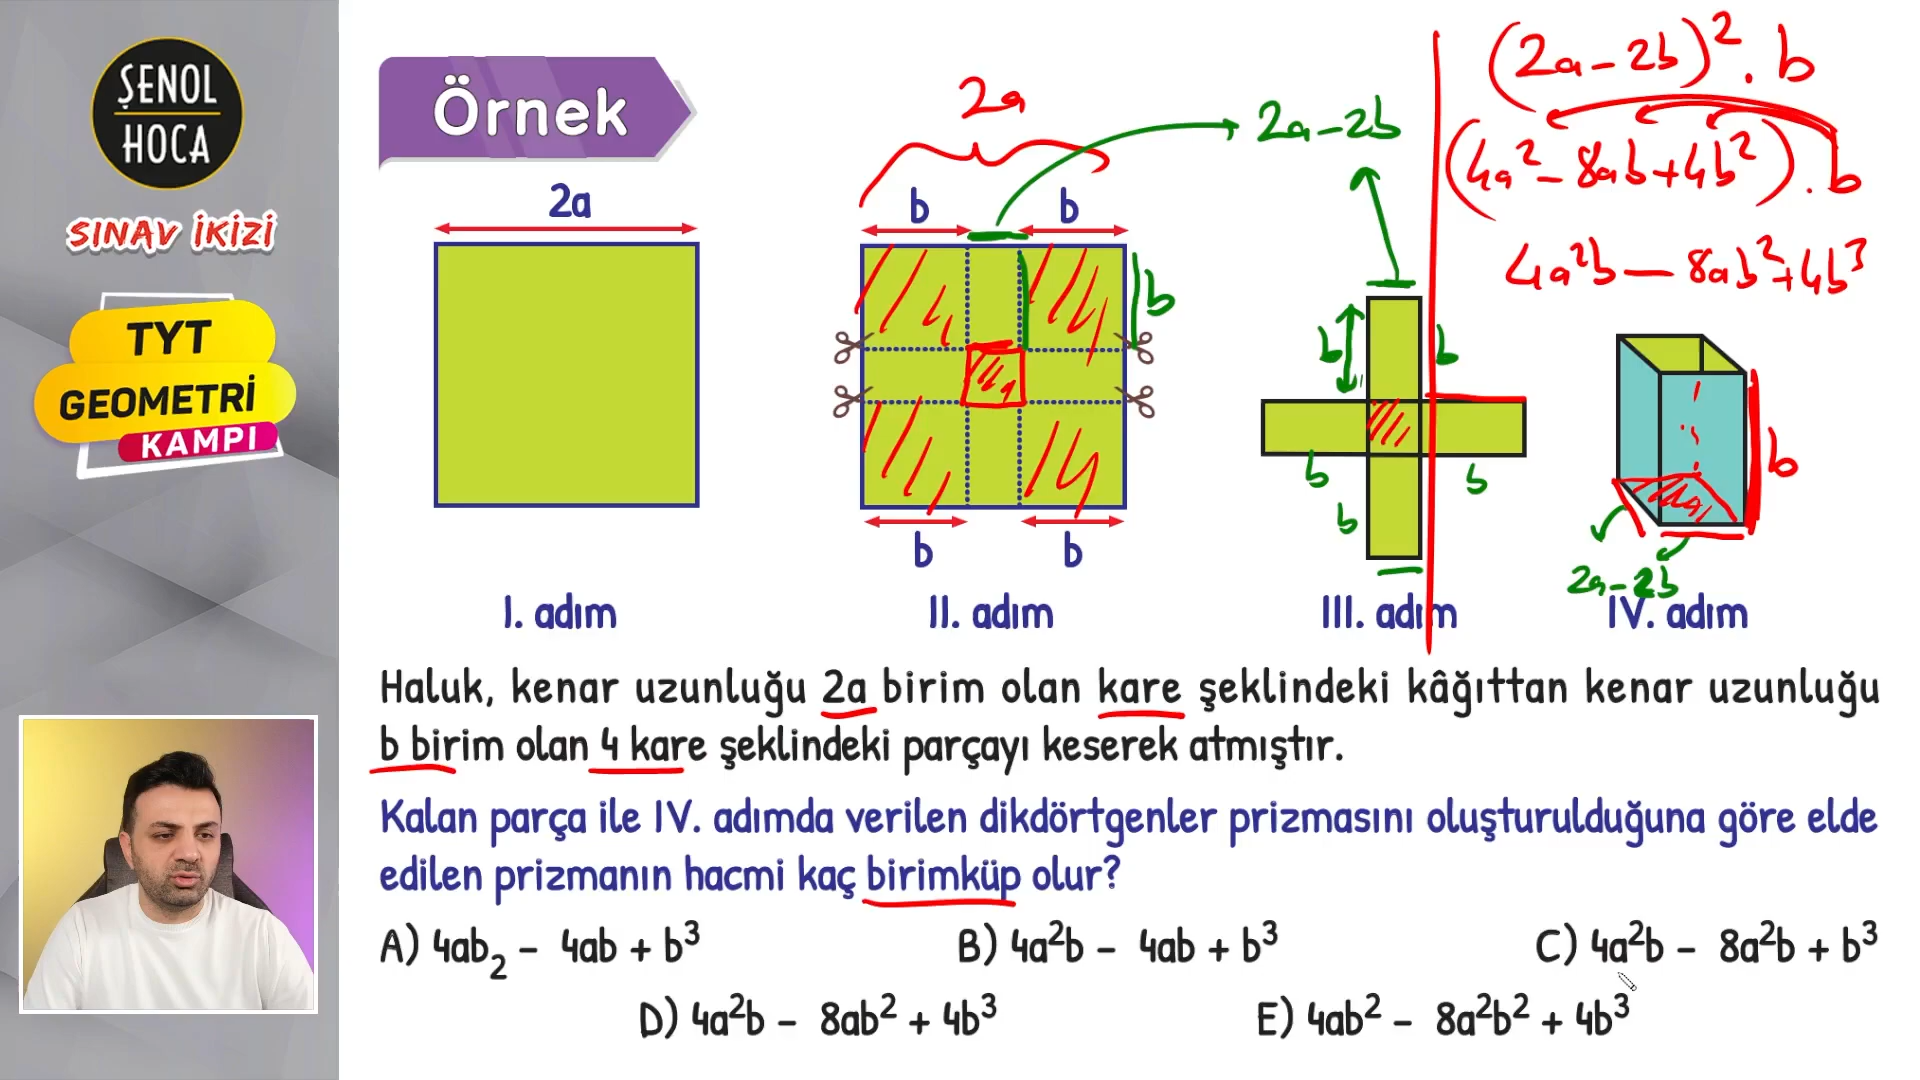 ŞENOL
HOCA
SINAV İKİZİ
TYT
GEOMETRİ
KAMPI
Örnek
2a
2a
2a-2b
(2a-2b)². b
(4a²-8ab+4b²). b
4a²b - 8ab²+4b³
b b
b
b b
b b
b
b
b b
2a-2b
I. adım II. adım III. adım IV. adım
Haluk, kenar uzunluğu 2a birim olan kare şeklindeki kâğıttan kenar uzunluğu
b birim olan 4 kare şeklindeki parçayı keserek atmıştır.
Kalan parça ile IV. adımda verilen dikdörtgenler prizmasını oluşturulduğuna göre elde
edilen prizmanın hacmi kaç birimküp olur?
A) 4ab₂ - 4ab + b³ B) 4a²b - 4ab + b³ C) 4a²b - 8a²b + b³
D) 4a²b - 8ab² + 4b³ E) 4ab² - 8a²b² + 4b³